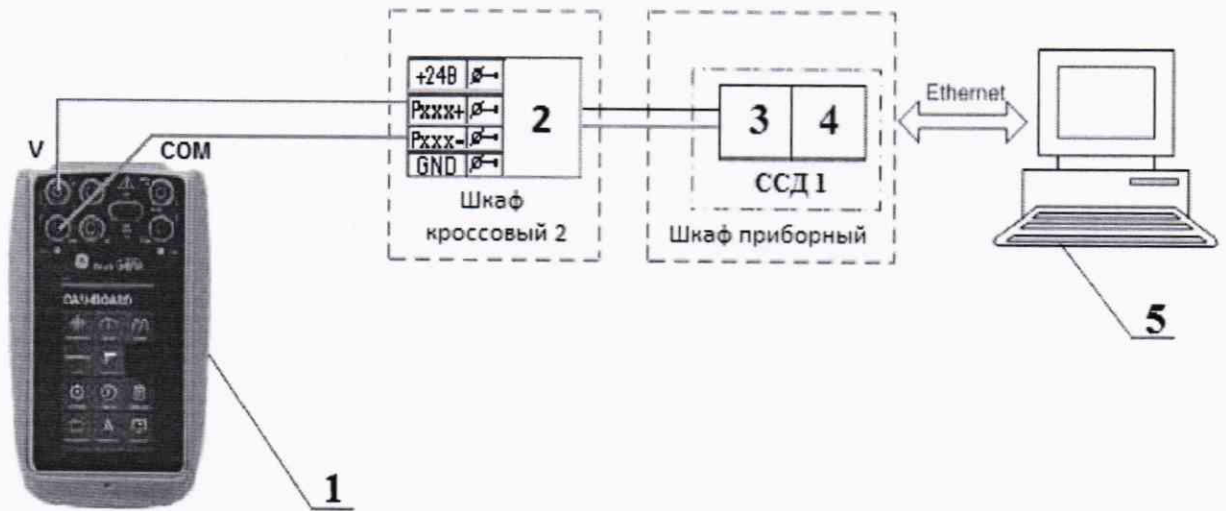 +24В
Pxxx+
Pxxx-
GND
2
Шкаф
кроссовый 2
3 4
ССД 1
Шкаф приборный
Ethernet
V
COM
DASHBOARD
1
5